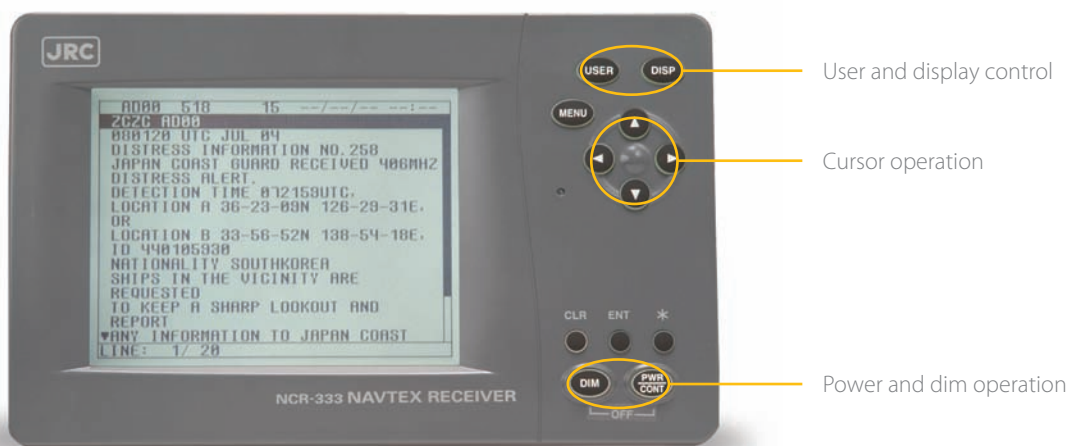 JRC
AD00 518 15 --/--/-- --:--
ZCZC AD00
080120 UTC JUL 04
DISTRESS INFORMATION NO.258
JAPAN COAST GUARD RECEIVED 406MHZ
DISTRESS ALERT.
DETECTION TIME 072159UTC.
LOCATION A 36-23-09N 126-29-31E.
OR
LOCATION B 33-56-52N 138-54-18E.
ID 440105930
NATIONALITY SOUTHKOREA
SHIPS IN THE VICINITY ARE
REQUESTED
TO KEEP A SHARP LOOKOUT AND
REPORT
▼ANY INFORMATION TO JAPAN COAST
LINE: 1/ 20
NCR-333 NAVTEX RECEIVER
USER DISP
MENU
CLR ENT *
DIM PWR
CONT
OFF
User and display control
Cursor operation
Power and dim operation